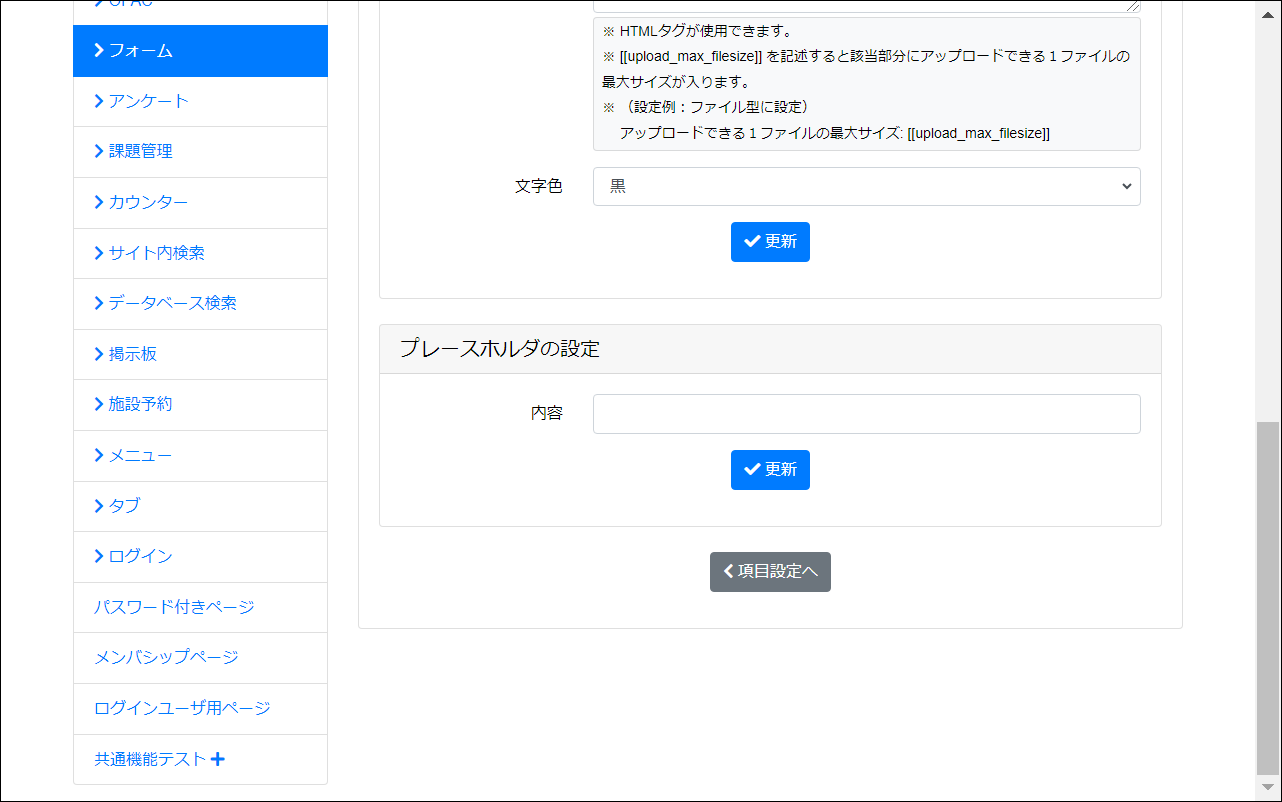 フォーム
アンケート
課題管理
カウンター
サイト内検索
データベース検索
掲示板
施設予約
メニュー
タブ
ログイン
パスワード付きページ
メンバシップページ
ログインユーザ用ページ
共通機能テスト
※ HTMLタグが使用できます。
※ [[upload_max_filesize]] を記述すると該当部分にアップロードできる１ファイルの
最大サイズが入ります。
※ （設定例：ファイル型に設定）
アップロードできる１ファイルの最大サイズ: [[upload_max_filesize]]
文字色
黒
更新
プレースホルダの設定
内容
更新
項目設定へ